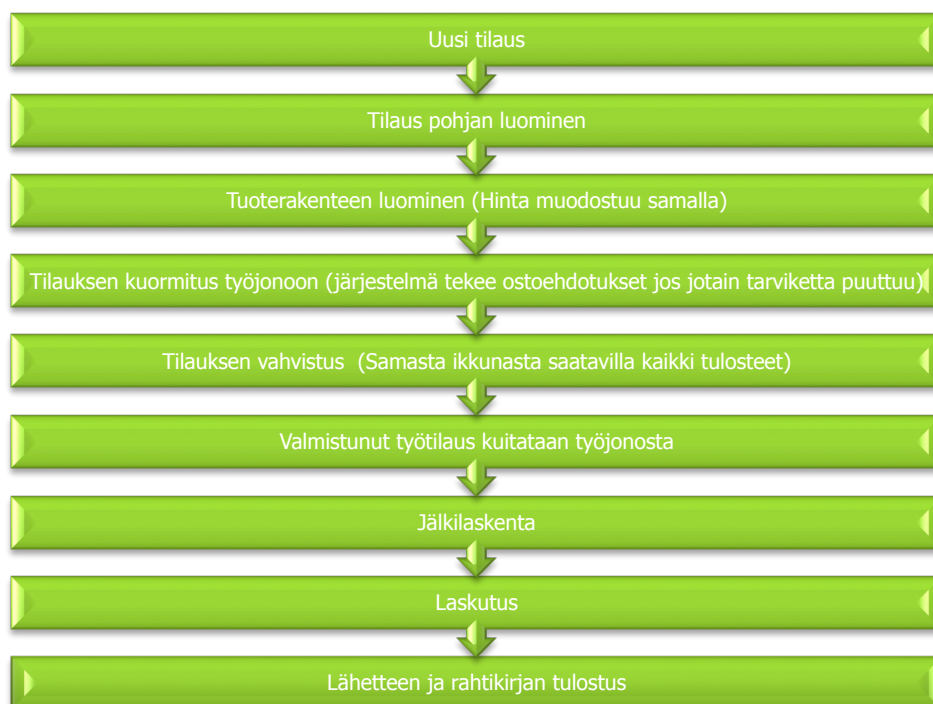 Uusi tilaus
Tilaus pohjan luominen
Tuoterakenteen luominen (Hinta muodostuu samalla)
Tilauksen kuormitus työjonoon (järjestelmä tekee ostoehdotukset jos jotain tarviketta puuttuu)
Tilauksen vahvistus  (Samasta ikkunasta saatavilla kaikki tulosteet)
Valmistunut työtilaus kuitataan työjonosta
Jälkilaskenta
Laskutus
Lähetteen ja rahtikirjan tulostus